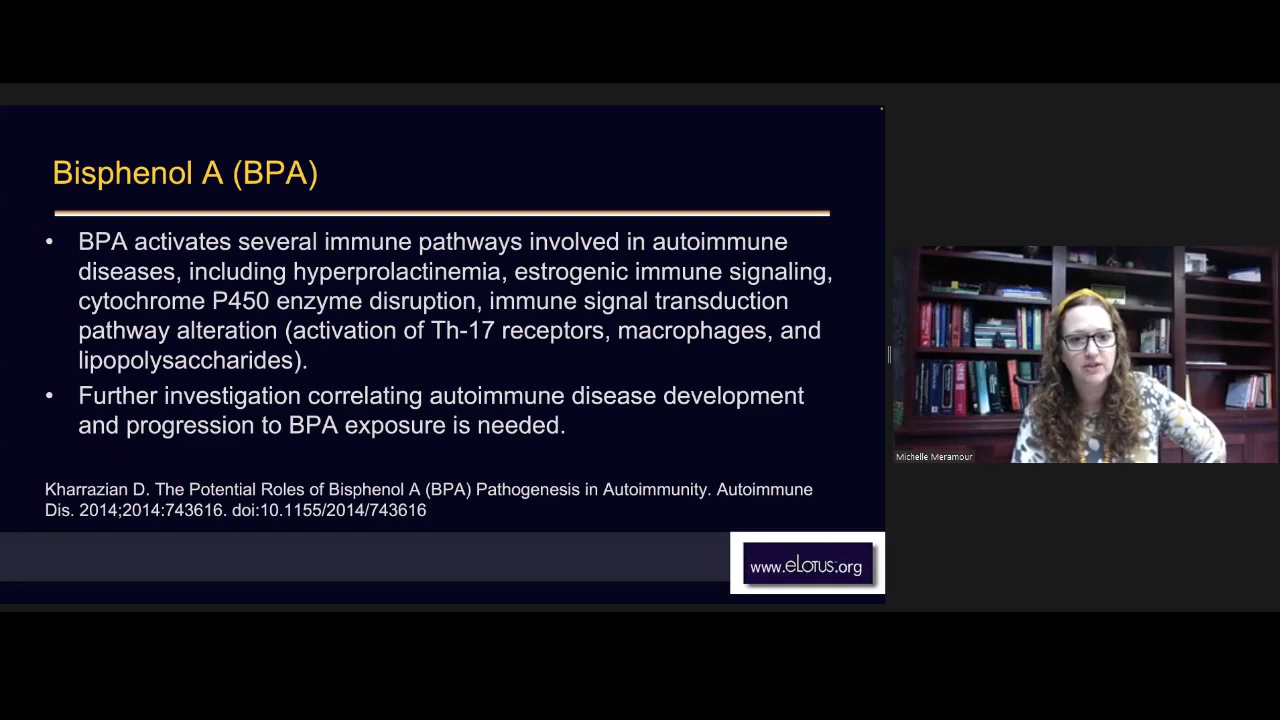 Bisphenol A (BPA)
• BPA activates several immune pathways involved in autoimmune
diseases, including hyperprolactinemia, estrogenic immune signaling,
cytochrome P450 enzyme disruption, immune signal transduction
pathway alteration (activation of Th-17 receptors, macrophages, and
lipopolysaccharides).
• Further investigation correlating autoimmune disease development
and progression to BPA exposure is needed.
Kharrazian D. The Potential Roles of Bisphenol A (BPA) Pathogenesis in Autoimmunity. Autoimmune
Dis. 2014;2014:743616. doi:10.1155/2014/743616
www.eLotus.org
Michelle Meramour